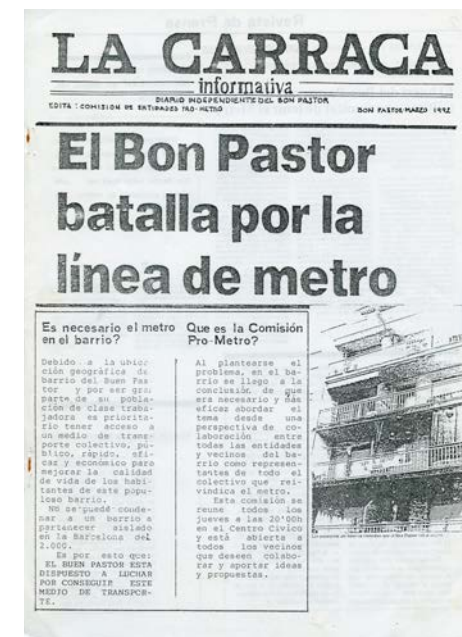 LA CARRACA
informativa
DIARIO INDEPENDIENTE DEL BON PASTOR
EDITA : COMISION DE ENTIDADES PRO-METRO
BON PASTOR-MARZO 1992
El Bon Pastor
batalla por la
línea de metro
Es necesario el metro
en el barrio?
Debido a la ubica
ción geográfica de
barrio del Buen Pas
tor y por ser gra
parte de su pobla-
ción de clase traba-
jadora es priorita-
rio tener acceso a
un medio de trans-
porte colectivo, pú-
blico, rápido, efi-
caz y económico para
mejorar la calidad
de vida de los habi-
tantes de este popu-
loso barrio.
No se puede conde-
nar a un barrio a
permanecer aislado
en la Barcelona del
2.000.
Es por esto que:
EL BUEN PASTOR ESTA
DISPUESTO A LUCHAR
POR CONSEGUIR ESTE
MEDIO DE TRANSPOR-
TE.
Que es la Comisión
Pro-Metro?
Al plantearse el
problema, en el ba-
rrio se llego a la
conclusión de que
era necesario y más
eficaz abordar el
tema desde una
perspectiva de co-
laboración entre
todas las entidades
y vecinos del ba-
rrio como represen-
tantes de todo el
colectivo que rei-
vindica el metro.
Esta comisión se
reune todos los
jueves a las 20'00h
en el Centro Cívico
y está abierta a
todos los vecinos
que deseen colabo-
rar y aportar ideas
y propuestas.